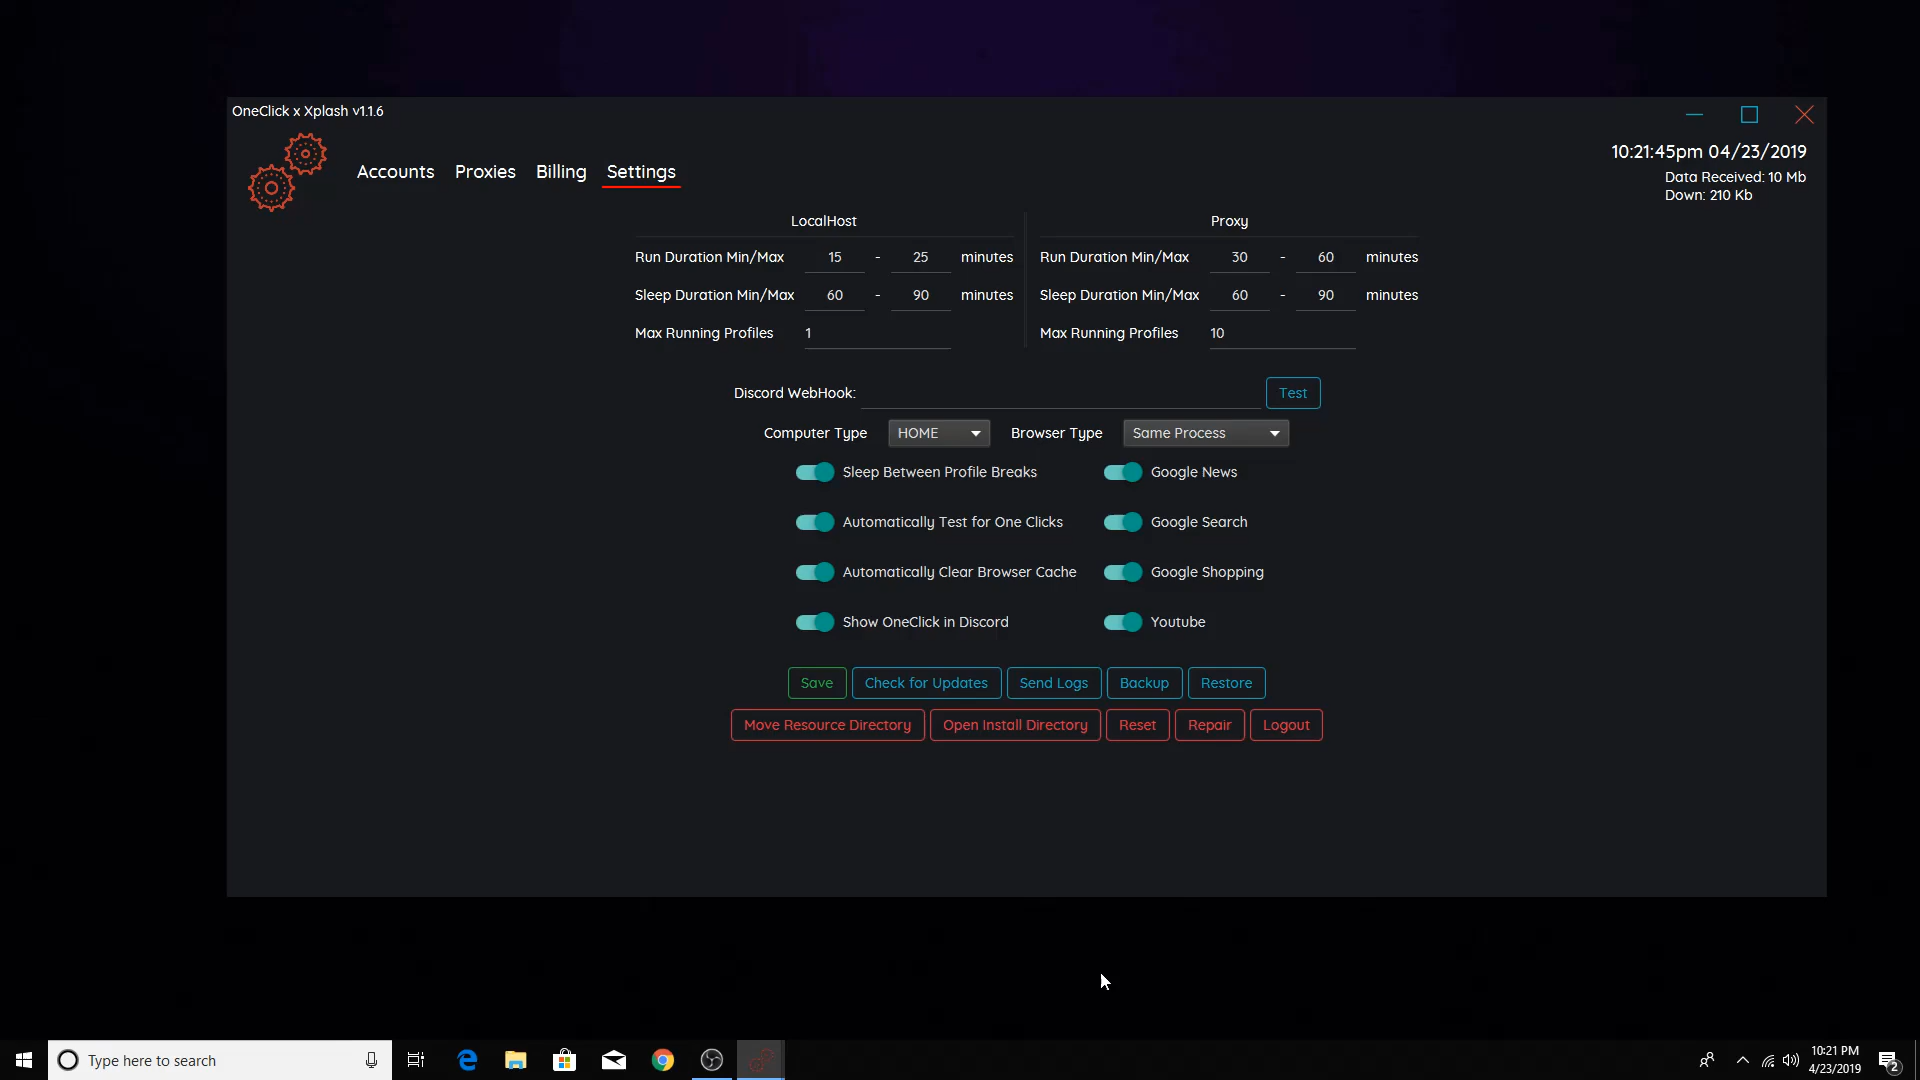 OneClick x Xplash v1.1.6
Accounts Proxies Billing Settings
10:21:45pm 04/23/2019
Data Received: 10 Mb
Down: 210 Kb
LocalHost
Run Duration Min/Max 15 - 25 minutes
Sleep Duration Min/Max 60 - 90 minutes
Max Running Profiles 1
Proxy
Run Duration Min/Max 30 - 60 minutes
Sleep Duration Min/Max 60 - 90 minutes
Max Running Profiles 10
Discord WebHook: Test
Computer Type HOME Browser Type Same Process
Sleep Between Profile Breaks Google News
Automatically Test for One Clicks Google Search
Automatically Clear Browser Cache Google Shopping
Show OneClick in Discord Youtube
Save Check for Updates Send Logs Backup Restore
Move Resource Directory Open Install Directory Reset Repair Logout
Type here to search
10:21 PM
4/23/2019
2